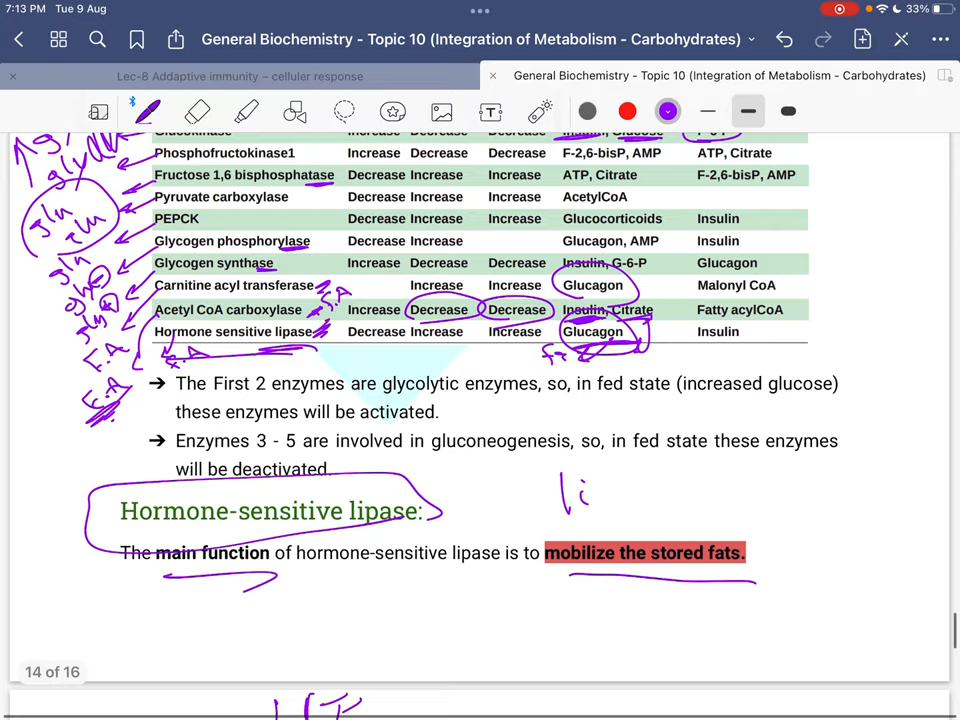 7:13 PM Tue 9 Aug 33%
General Biochemistry - Topic 10 (Integration of Metabolism - Carbohydrates)
Lec-8 Addaptive immunity – celluler response
General Biochemistry - Topic 10 (Integration of Metabolism - Carbohydrates)
Glucokinase Increase Decrease Decrease Insulin, Glucose F-6-P
Phosphofructokinase1 Increase Decrease Decrease F-2,6-bisP, AMP ATP, Citrate
Fructose 1,6 bisphosphatase Decrease Increase Increase ATP, Citrate F-2,6-bisP, AMP
Pyruvate carboxylase Decrease Increase Increase AcetylCoA
PEPCK Decrease Increase Increase Glucocorticoids Insulin
Glycogen phosphorylase Decrease Increase Glucagon, AMP Insulin
Glycogen synthase Increase Decrease Decrease Insulin, G-6-P Glucagon
Carnitine acyl transferase Increase Increase Glucagon Malonyl CoA
Acetyl CoA carboxylase Increase Decrease Decrease Insulin, Citrate Fatty acylCoA
Hormone sensitive lipase Decrease Increase Increase Glucagon Insulin
F.A
F.A
F.A
F.A
➔ The First 2 enzymes are glycolytic enzymes, so, in fed state (increased glucose)
these enzymes will be activated.
➔ Enzymes 3 - 5 are involved in gluconeogenesis, so, in fed state these enzymes
will be deactivated.
Hormone-sensitive lipase:
li
The main function of hormone-sensitive lipase is to mobilize the stored fats.
14 of 16